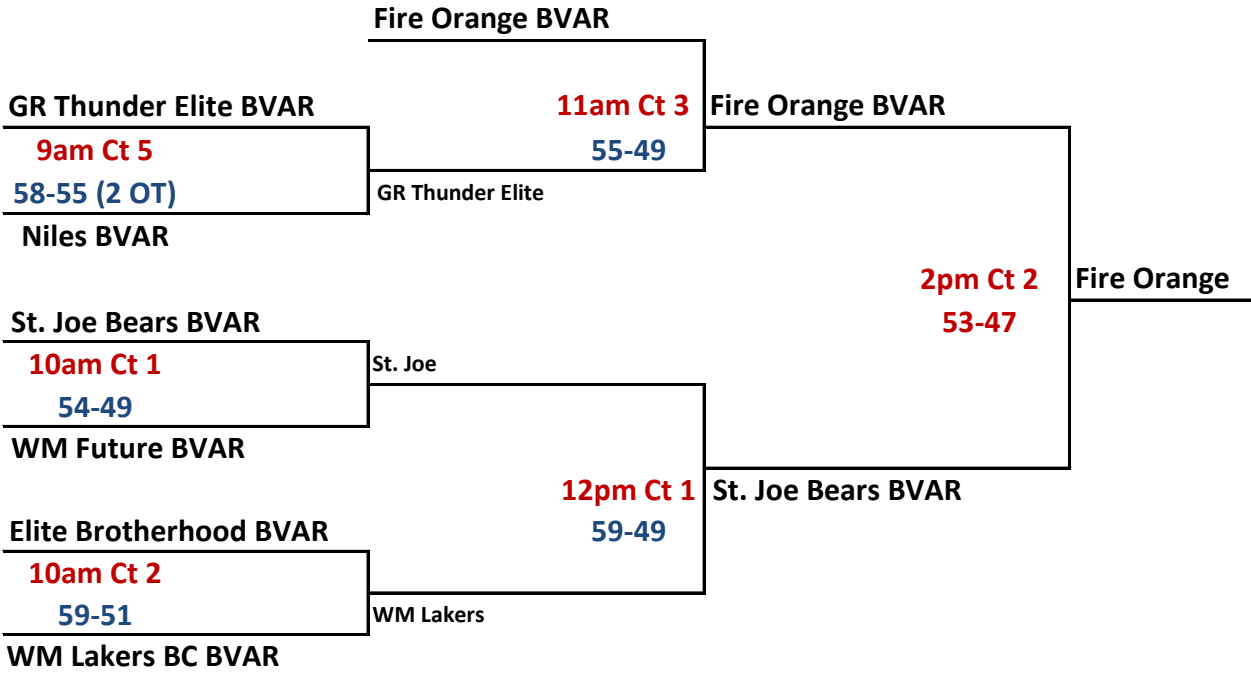 Fire Orange BVAR
GR Thunder Elite BVAR
11am Ct 3
Fire Orange BVAR
9am Ct 5
55-49
58-55 (2 OT)
GR Thunder Elite
Niles BVAR
2pm Ct 2
Fire Orange
St. Joe Bears BVAR
53-47
10am Ct 1
St. Joe
54-49
WM Future BVAR
12pm Ct 1
St. Joe Bears BVAR
Elite Brotherhood BVAR
59-49
10am Ct 2
59-51
WM Lakers
WM Lakers BC BVAR